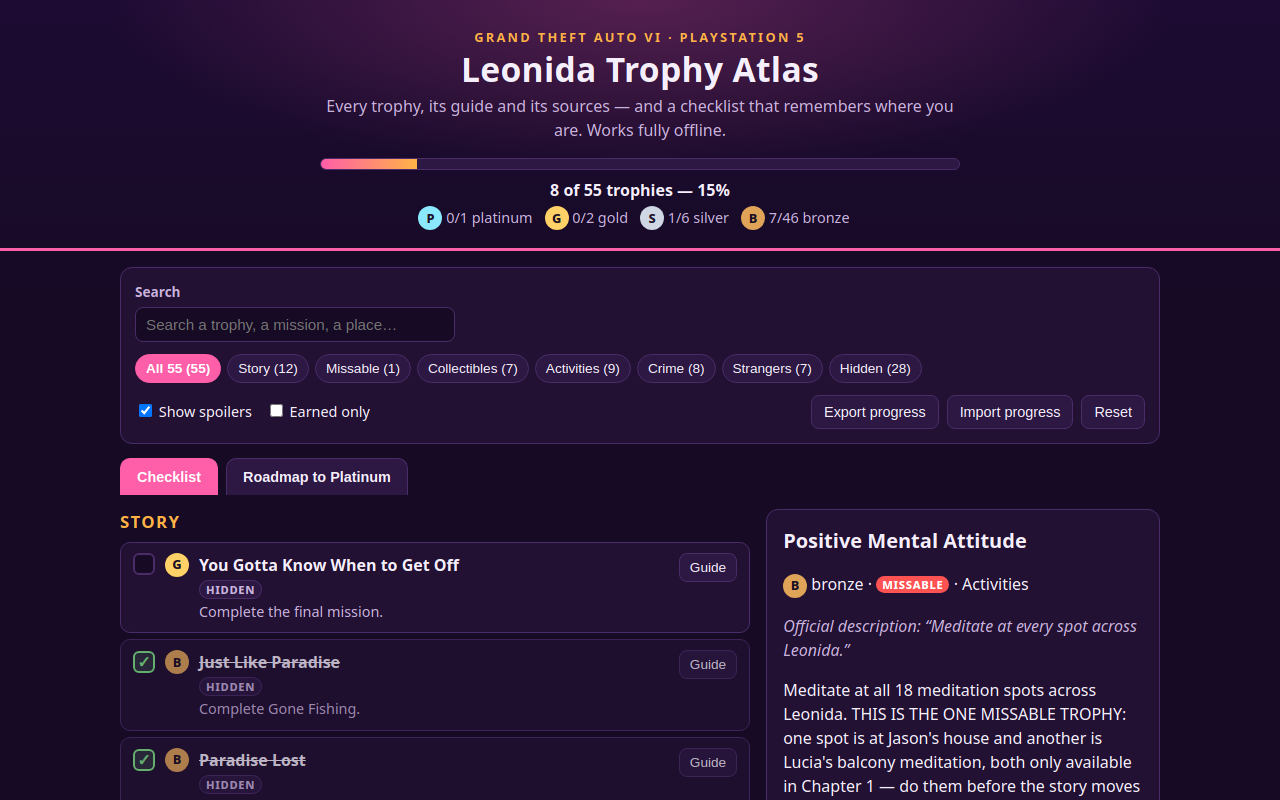 GRAND THEFT AUTO VI · PLAYSTATION 5
Leonida Trophy Atlas
Every trophy, its guide and its sources — and a checklist that remembers where you
are. Works fully offline.
8 of 55 trophies — 15%
P 0/1 platinum G 0/2 gold S 1/6 silver B 7/46 bronze
Search
Search a trophy, a mission, a place…
All 55 (55) Story (12) Missable (1) Collectibles (7) Activities (9) Crime (8) Strangers (7) Hidden (28)
Show spoilers Earned only Export progress Import progress Reset
Checklist Roadmap to Platinum
STORY
G You Gotta Know When to Get Off Guide
HIDDEN
Complete the final mission.
✓ B Just Like Paradise Guide
HIDDEN
Complete Gone Fishing.
✓ B Paradise Lost Guide
HIDDEN
Positive Mental Attitude
B bronze · MISSABLE · Activities
Official description: “Meditate at every spot across
Leonida.”
Meditate at all 18 meditation spots across
Leonida. THIS IS THE ONE MISSABLE TROPHY:
one spot is at Jason's house and another is
Lucia's balcony meditation, both only available
in Chapter 1 — do them before the story moves